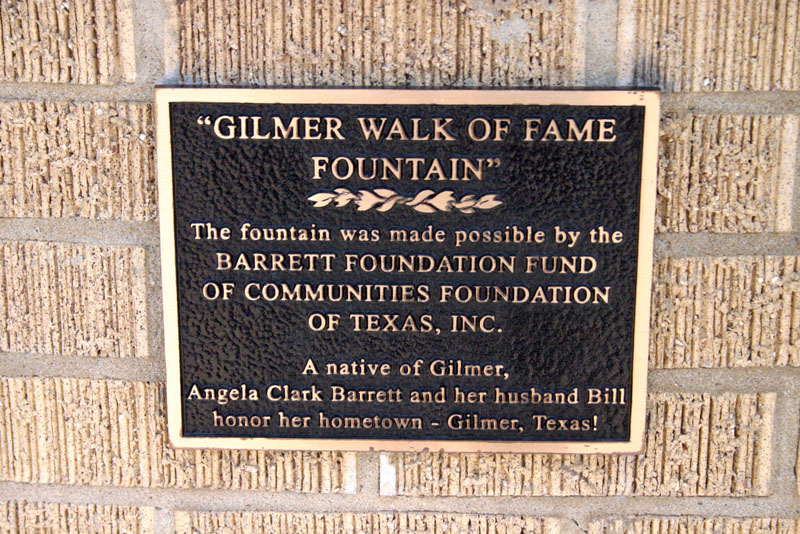 “GILMER WALK OF FAME
FOUNTAIN”
The fountain was made possible by the
BARRETT FOUNDATION FUND
OF COMMUNITIES FOUNDATION
OF TEXAS, INC.
A native of Gilmer,
Angela Clark Barrett and her husband Bill
honor her hometown - Gilmer, Texas!